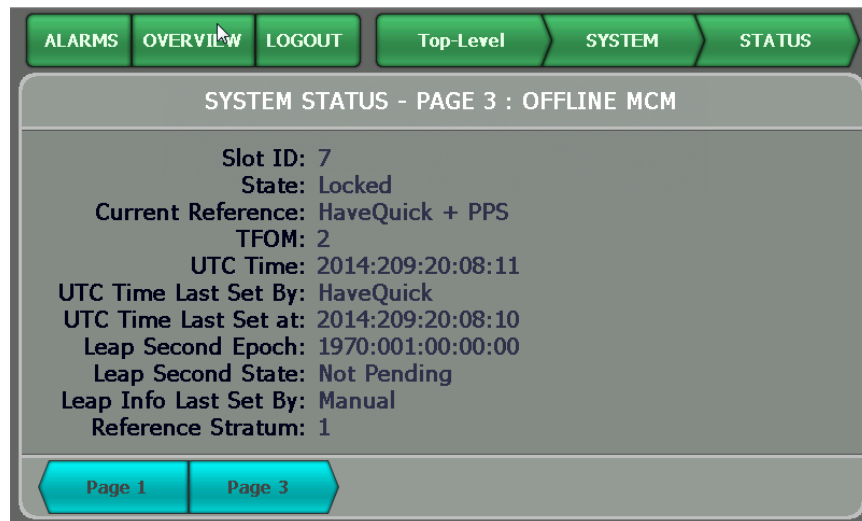 ALARMS OVERVIEW LOGOUT Top-Level SYSTEM STATUS
SYSTEM STATUS - PAGE 3 : OFFLINE MCM
Slot ID: 7
State: Locked
Current Reference: HaveQuick + PPS
TFOM: 2
UTC Time: 2014:209:20:08:11
UTC Time Last Set By: HaveQuick
UTC Time Last Set at: 2014:209:20:08:10
Leap Second Epoch: 1970:001:00:00:00
Leap Second State: Not Pending
Leap Info Last Set By: Manual
Reference Stratum: 1
Page 1 Page 3